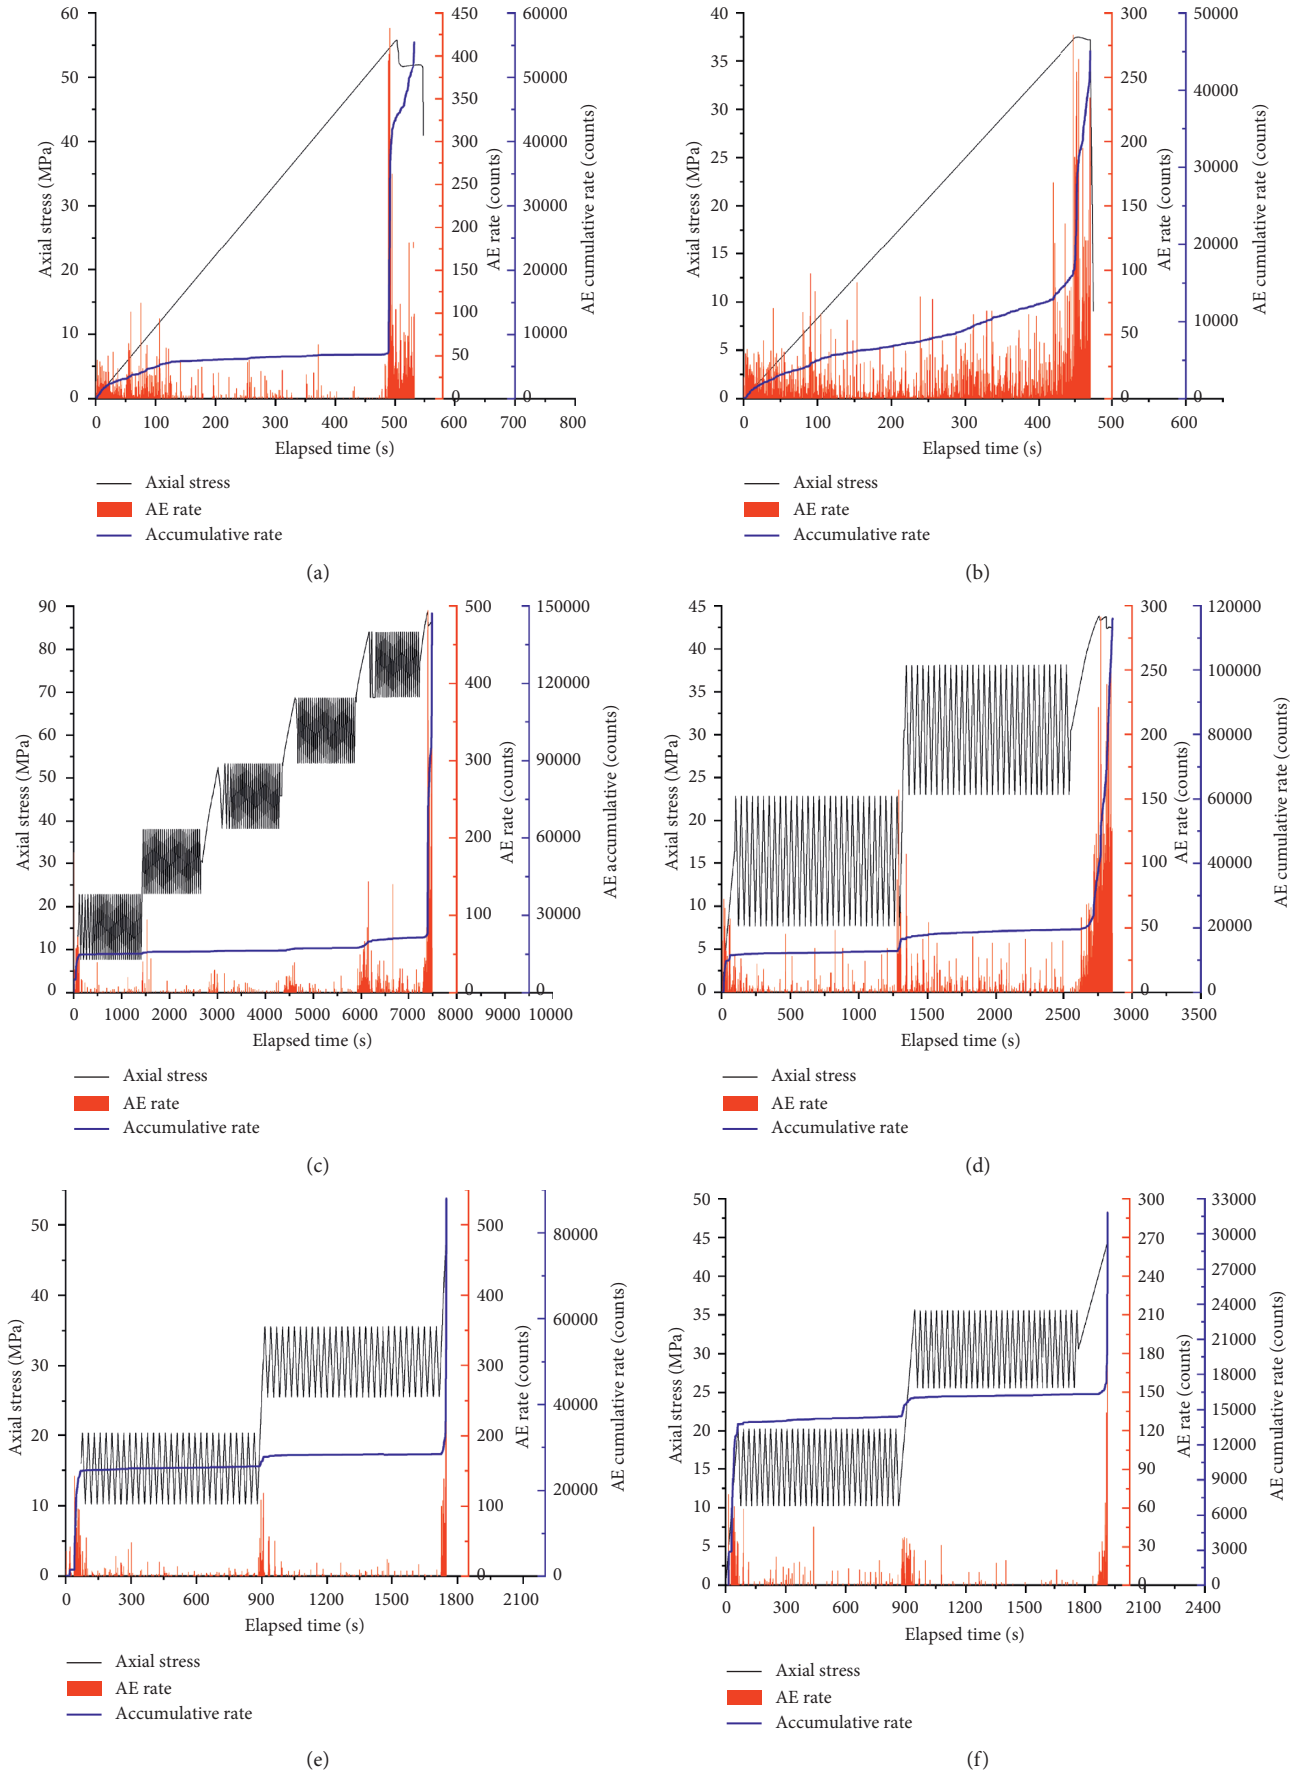 60
50
40
30
20
10
0
Axial stress (MPa)
450
400
350
300
250
200
150
100
50
0
AE rate (counts)
60000
50000
40000
30000
20000
10000
0
AE cumulative rate (counts)
0 100 200 300 400 500 600 700 800
Elapsed time (s)
Axial stress
AE rate
Accumulative rate
(a)
40
35
30
25
20
15
10
5
0
Axial stress (MPa)
300
250
200
150
100
50
0
AE rate (counts)
50000
40000
30000
20000
10000
0
AE cumulative rate (counts)
0 100 200 300 400 500 600
Elapsed time (s)
Axial stress
AE rate
Accumulative rate
(b)
90
80
70
60
50
40
30
20
10
0
Axial stress (MPa)
500
400
300
200
100
0
AE rate (counts)
150000
120000
90000
60000
30000
0
AE accumulative (counts)
0 1000 2000 3000 4000 5000 6000 7000 8000 9000 10000
Elapsed time (s)
Axial stress
AE rate
Accumulative rate
(c)
45
40
35
30
25
20
15
10
5
0
Axial stress (MPa)
300
250
200
150
100
50
0
AE rate (counts)
120000
100000
80000
60000
40000
20000
0
AE cumulative rate (counts)
0 500 1000 1500 2000 2500 3000 3500
Elapsed time (s)
Axial stress
AE rate
Accumulative rate
(d)
50
40
30
20
10
0
Axial stress (MPa)
500
400
300
200
100
0
AE rate (counts)
80000
60000
40000
20000
0
AE cumulative rate (counts)
0 300 600 900 1200 1500 1800 2100
Elapsed time (s)
Axial stress
AE rate
Accumulative rate
(e)
50
45
40
35
30
25
20
15
10
5
0
Axial stress (MPa)
300
270
240
210
180
150
120
90
60
30
0
AE rate (counts)
33000
30000
27000
24000
21000
18000
15000
12000
9000
6000
3000
0
AE cumulative rate (counts)
0 300 600 900 1200 1500 1800 2100 2400
Elapsed time (s)
Axial stress
AE rate
Accumulative rate
(f)